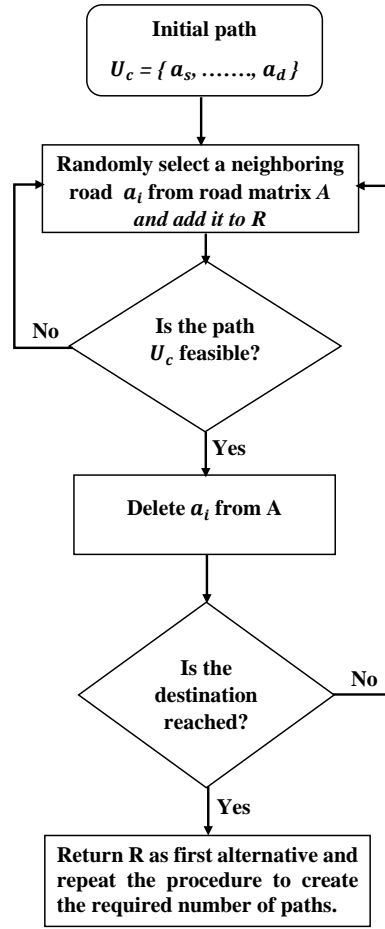 Initial path
U_c = { a_s, ……., a_d }
Randomly select a neighboring
road a_i from road matrix A
and add it to R
Is the path
U_c feasible?
No
Yes
Delete a_i from A
Is the
destination
reached?
No
Yes
Return R as first alternative and
repeat the procedure to create
the required number of paths.